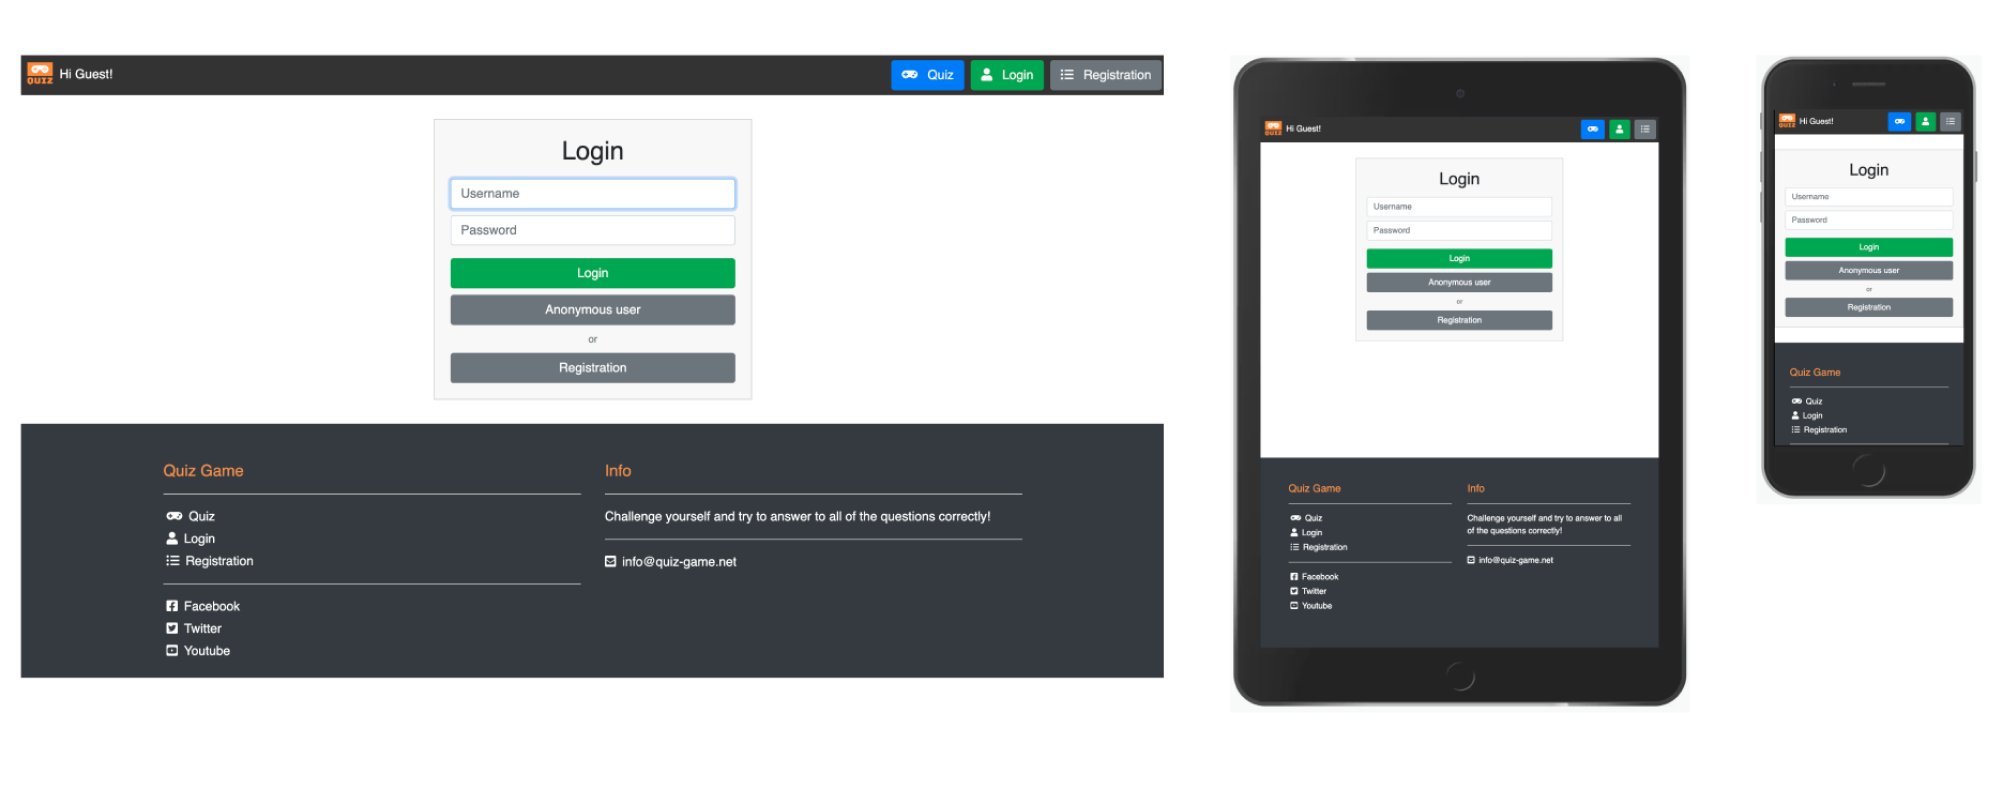 QUIZ Hi Guest! Quiz Login Registration
Login
Username
Password
Login
Anonymous user
or
Registration
Quiz Game
Quiz
Login
Registration
Facebook
Twitter
Youtube
Info
Challenge yourself and try to answer to all of the questions correctly!
info@quiz-game.net
QUIZ Hi Guest!
Login
Username
Password
Login
Anonymous user
or
Registration
Quiz Game
Quiz
Login
Registration
Facebook
Twitter
Youtube
Info
Challenge yourself and try to answer to all
of the questions correctly!
info@quiz-game.net
QUIZ Hi Guest!
Login
Username
Password
Login
Anonymous user
or
Registration
Quiz Game
Quiz
Login
Registration